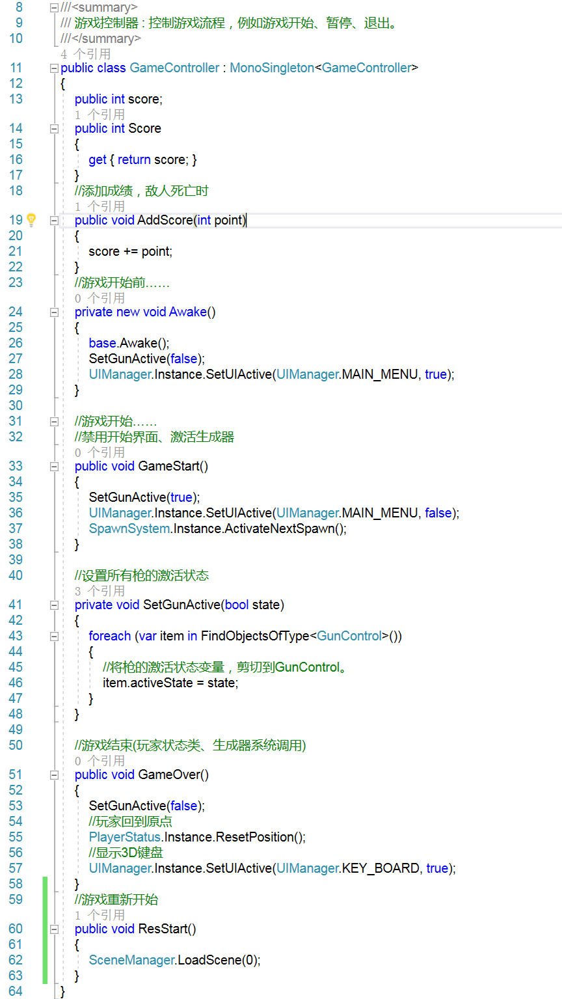 8 ///<summary>
9 /// 游戏控制器 : 控制游戏流程，例如游戏开始、暂停、退出。
10 ///</summary>
4 个引用
11 public class GameController : MonoSingleton<GameController>
12 {
13 public int score;
1 个引用
14 public int Score
15 {
16 get { return score; }
17 }
18 //添加成绩，敌人死亡时
1 个引用
19 public void AddScore(int point)
20 {
21 score += point;
22 }
23 //游戏开始前……
0 个引用
24 private new void Awake()
25 {
26 base.Awake();
27 SetGunActive(false);
28 UIManager.Instance.SetUIActive(UIManager.MAIN_MENU, true);
29 }
30
31 //游戏开始……
32 //禁用开始界面、激活生成器
0 个引用
33 public void GameStart()
34 {
35 SetGunActive(true);
36 UIManager.Instance.SetUIActive(UIManager.MAIN_MENU, false);
37 SpawnSystem.Instance.ActivateNextSpawn();
38 }
39
40 //设置所有枪的激活状态
3 个引用
41 private void SetGunActive(bool state)
42 {
43 foreach (var item in FindObjectsOfType<GunControl>())
44 {
45 //将枪的激活状态变量，剪切到GunControl。
46 item.activeState = state;
47 }
48 }
49
50 //游戏结束(玩家状态类、生成器系统调用)
0 个引用
51 public void GameOver()
52 {
53 SetGunActive(false);
54 //玩家回到原点
55 PlayerStatus.Instance.ResetPosition();
56 //显示3D键盘
57 UIManager.Instance.SetUIActive(UIManager.KEY_BOARD, true);
58 }
59 //游戏重新开始
1 个引用
60 public void ResStart()
61 {
62 SceneManager.LoadScene(0);
63 }
64 }